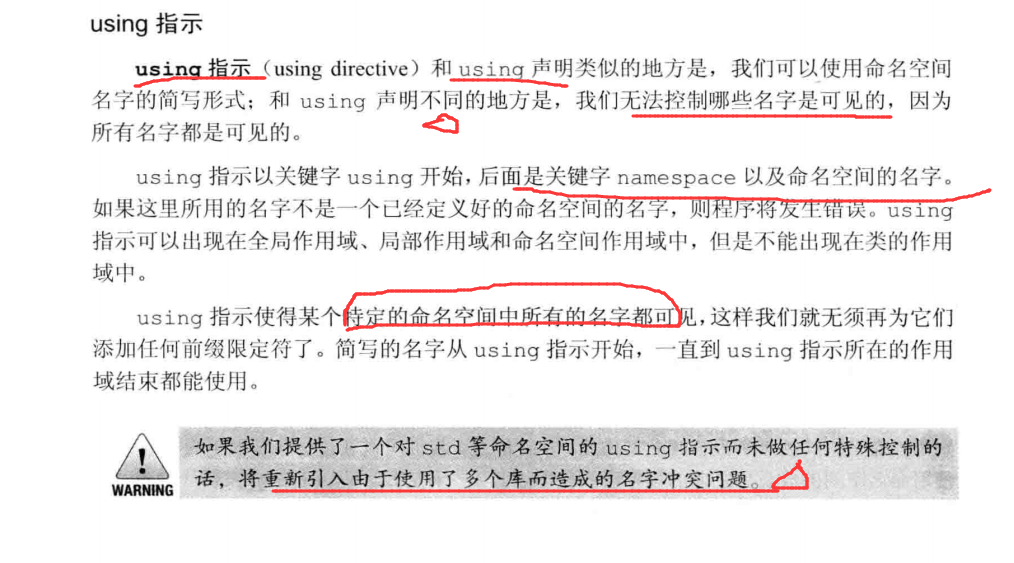 using 指示
using 指示（using directive）和 using 声明类似的地方是，我们可以使用命名空间
名字的简写形式；和 using 声明不同的地方是，我们无法控制哪些名字是可见的，因为
所有名字都是可见的。
using 指示以关键字 using 开始，后面是关键字 namespace 以及命名空间的名字。
如果这里所用的名字不是一个已经定义好的命名空间的名字，则程序将发生错误。using
指示可以出现在全局作用域、局部作用域和命名空间作用域中，但是不能出现在类的作用
域中。
using 指示使得某个特定的命名空间中所有的名字都可见，这样我们就无须再为它们
添加任何前缀限定符了。简写的名字从 using 指示开始，一直到 using 指示所在的作用
域结束都能使用。
如果我们提供了一个对 std 等命名空间的 using 指示而未做任何特殊控制的
话，将重新引入由于使用了多个库而造成的名字冲突问题。
WARNING